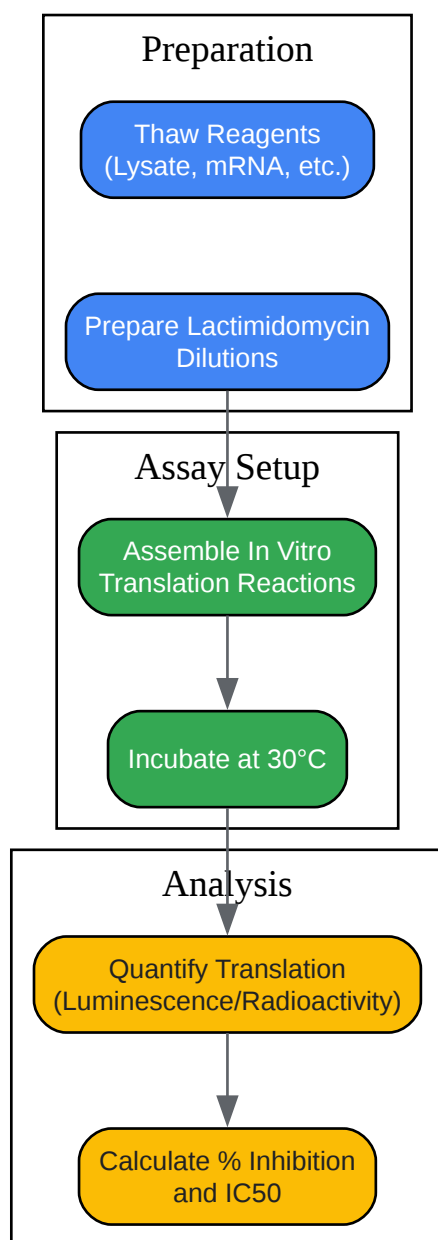 Preparation
Thaw Reagents
(Lysate, mRNA, etc.)
Prepare Lactimidomycin
Dilutions
Assay Setup
Assemble In Vitro
Translation Reactions
Incubate at 30°C
Analysis
Quantify Translation
(Luminescence/Radioactivity)
Calculate % Inhibition
and IC50